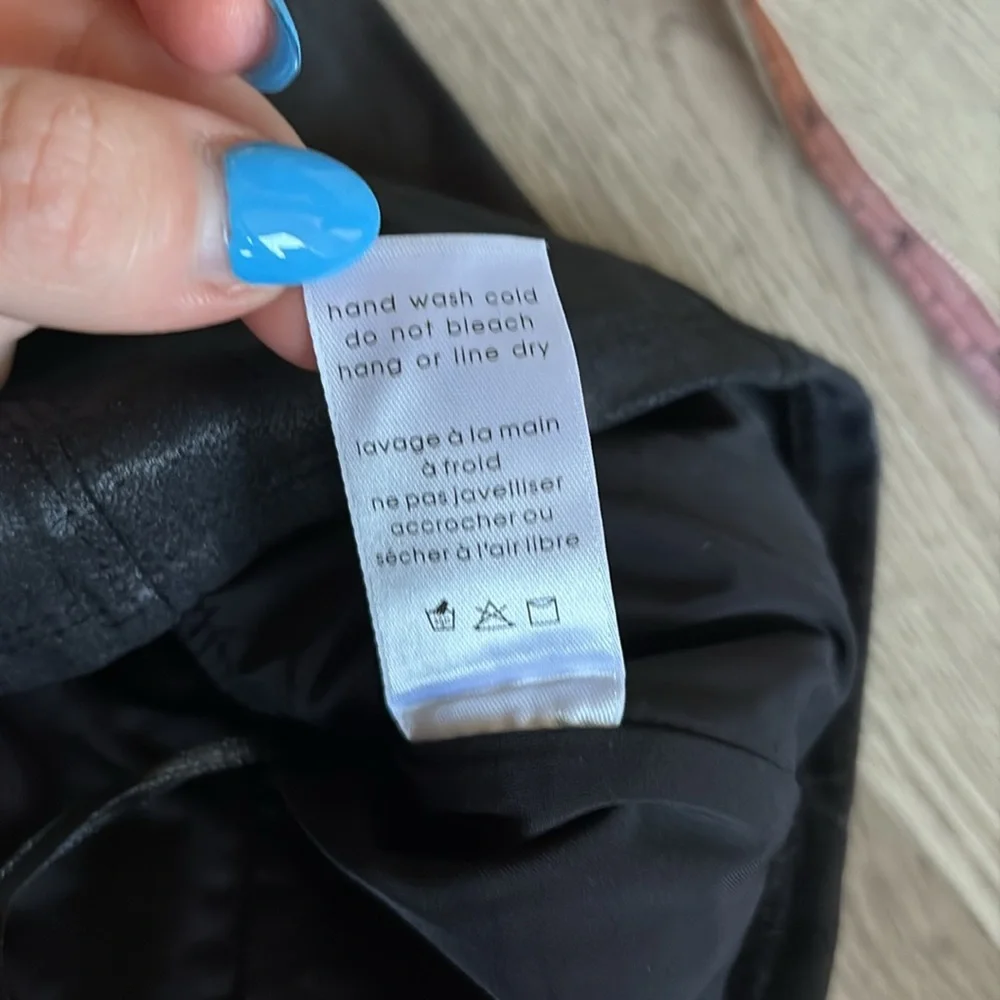 hand wash cold
do not bleach
hang or line dry
lavage à la main
à froid
ne pas javelliser
accrocher ou
sécher à l'air libre